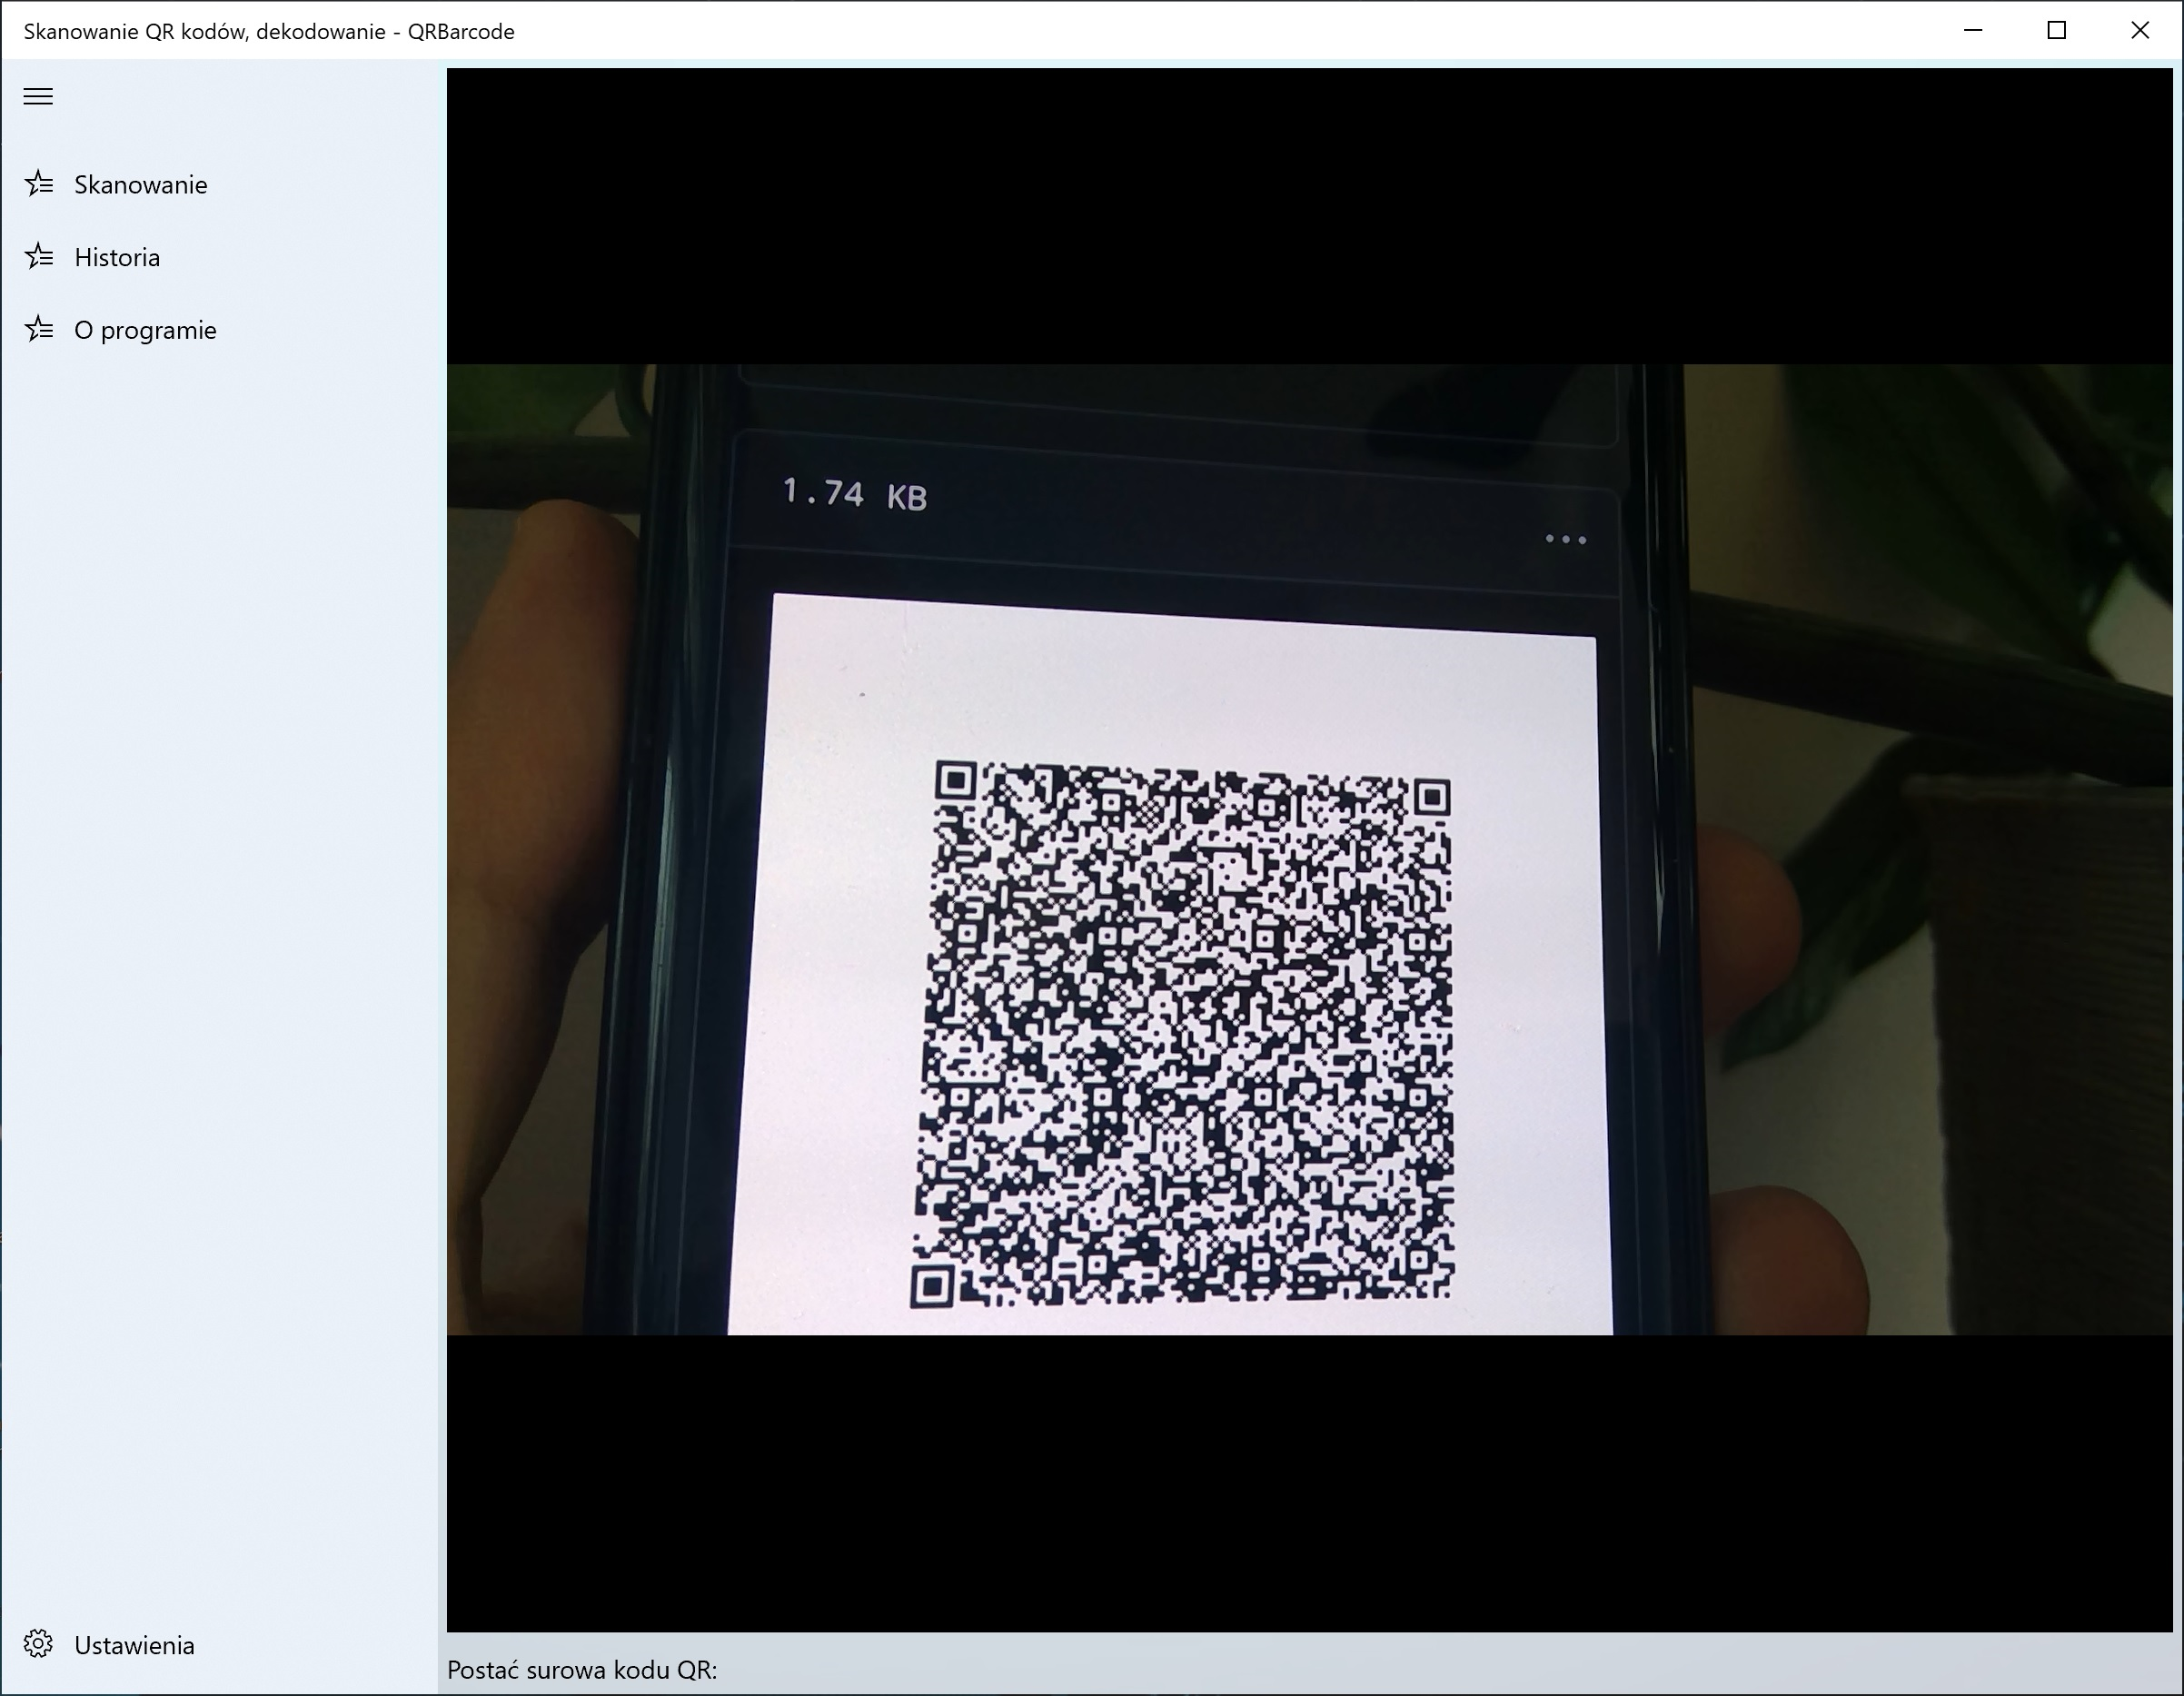 Skanowanie QR kodów, dekodowanie - QRBarcode
Skanowanie
Historia
O programie
1.74 KB
Ustawienia
Postać surowa kodu QR: